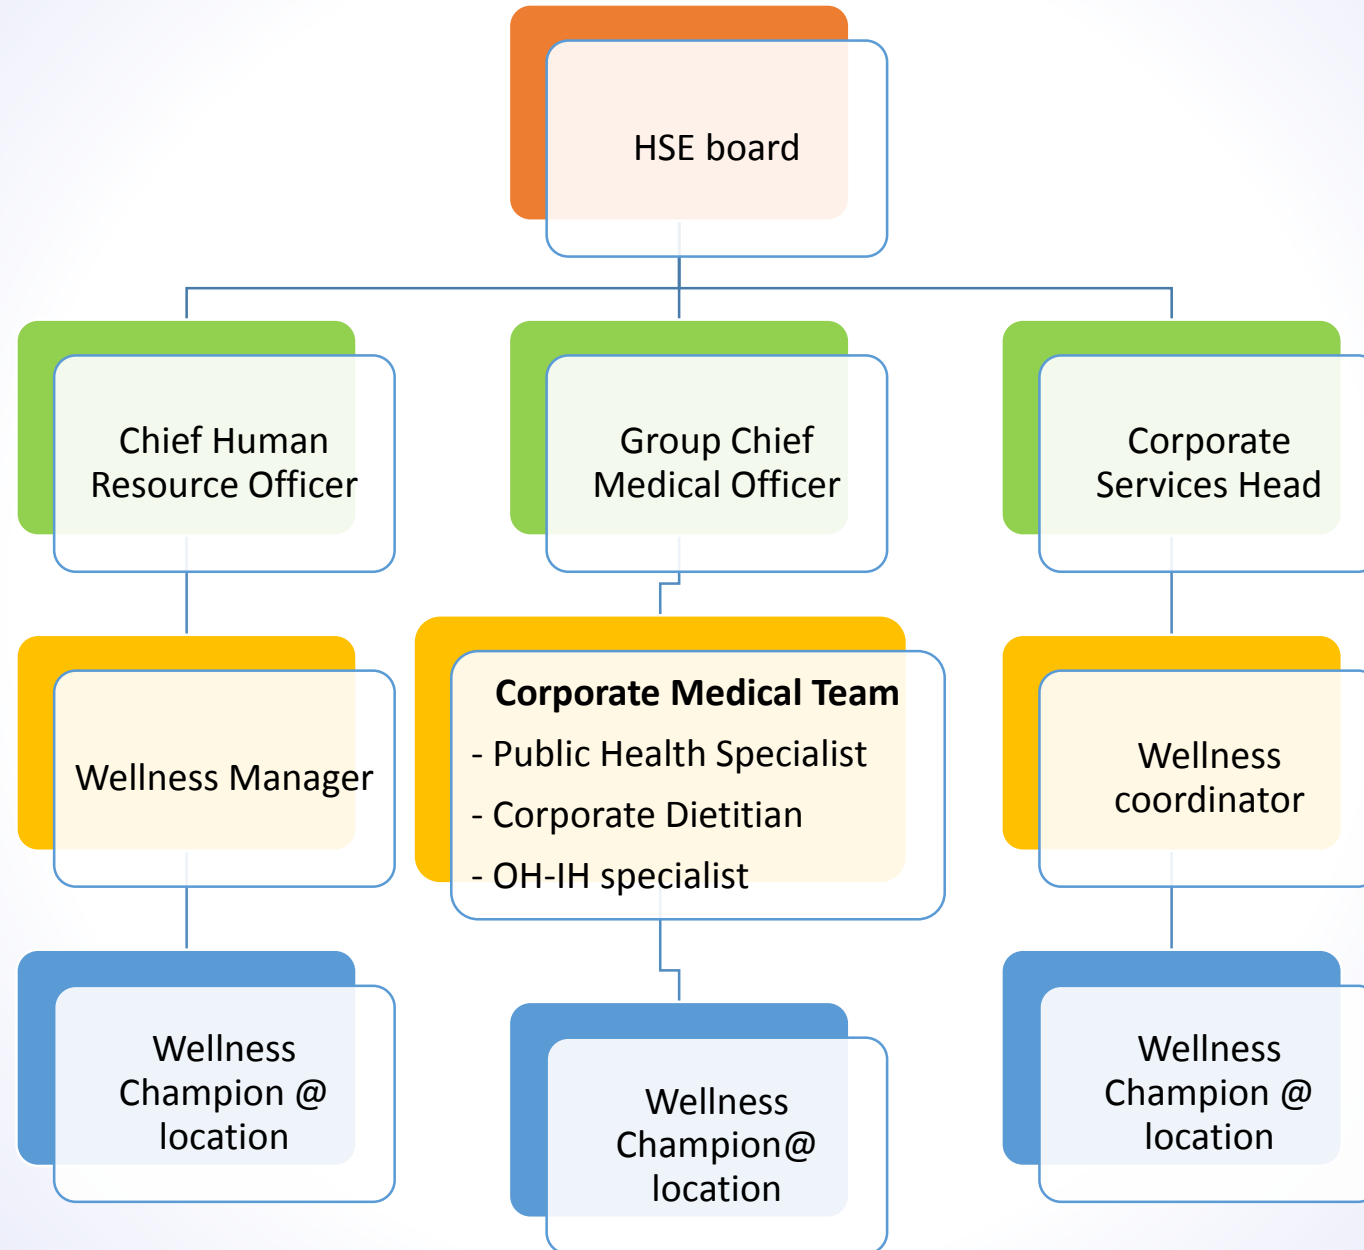 HSE board
Chief Human
Resource Officer
Group Chief
Medical Officer
Corporate
Services Head
Wellness Manager
Corporate Medical Team
- Public Health Specialist
- Corporate Dietitian
- OH-IH specialist
Wellness
coordinator
Wellness
Champion @
location
Wellness
Champion@
location
Wellness
Champion @
location